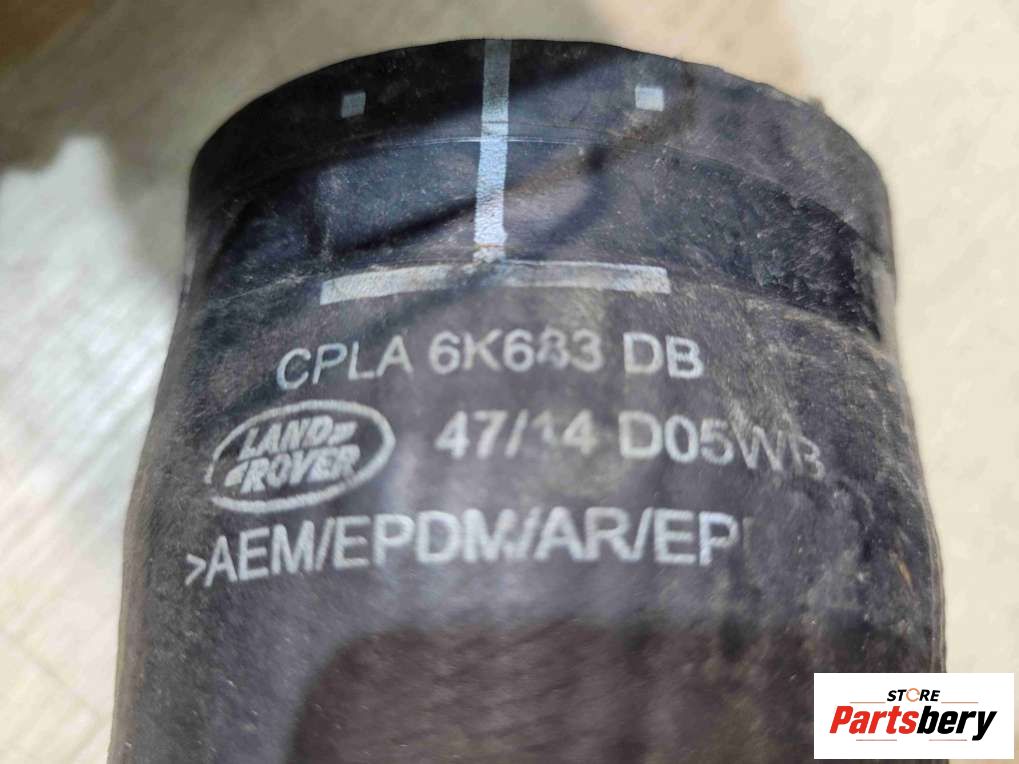 CPLA 6K683 DB
LAND ROVER
47/14 D05WB
>AEM/EPDM/AR/EP
STORE
Partsbery